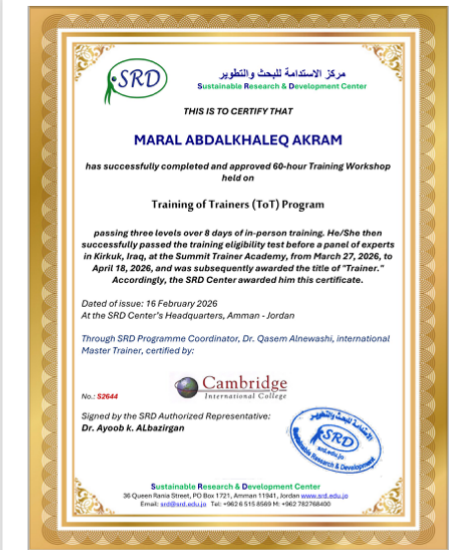 SRD
مركز الاستدامة للبحث والتطوير
Sustainable Research & Development Center
THIS IS TO CERTIFY THAT
MARAL ABDALKHALEQ AKRAM
has successfully completed and approved 60-hour Training Workshop
held on
Training of Trainers (ToT) Program
passing three levels over 8 days of in-person training. He/She then
successfully passed the training eligibility test before a panel of experts
in Kirkuk, Iraq, at the Summit Trainer Academy, from March 27, 2026, to
April 18, 2026, and was subsequently awarded the title of "Trainer."
Accordingly, the SRD Center awarded him this certificate.
Dated of issue: 16 February 2026
At the SRD Center's Headquarters, Amman - Jordan
Through SRD Programme Coordinator, Dr. Qasem Alnewashi, international
Master Trainer, certified by:
Cambridge
International College
No.: 52644
Signed by the SRD Authorized Representative:
Dr. Ayoob k. ALbazirgan
SRD
srd.edu.jo
Sustainable Research & Development
Sustainable Research & Development Center
36 Queen Rania Street, PO Box 1721, Amman 11941, Jordan www.srd.edu.jo
Email: srd@srd.edu.jo Tel: +962 6 515 8569 M: +962 782768490